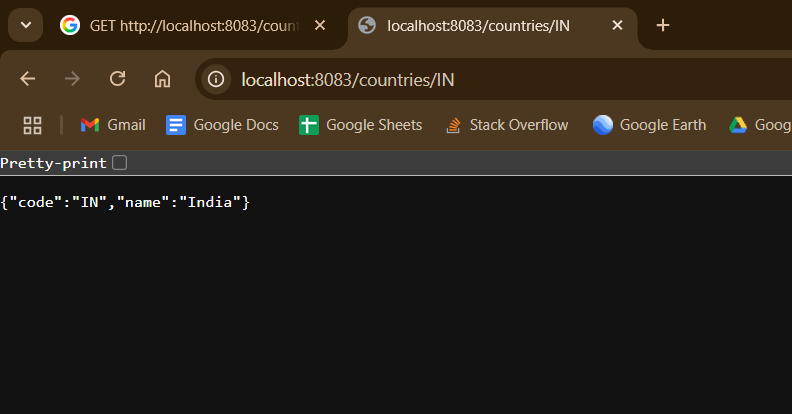 GET http://localhost:8083/count
localhost:8083/countries/IN
localhost:8083/countries/IN
Gmail Google Docs Google Sheets Stack Overflow Google Earth Goog
Pretty-print
{"code":"IN","name":"India"}